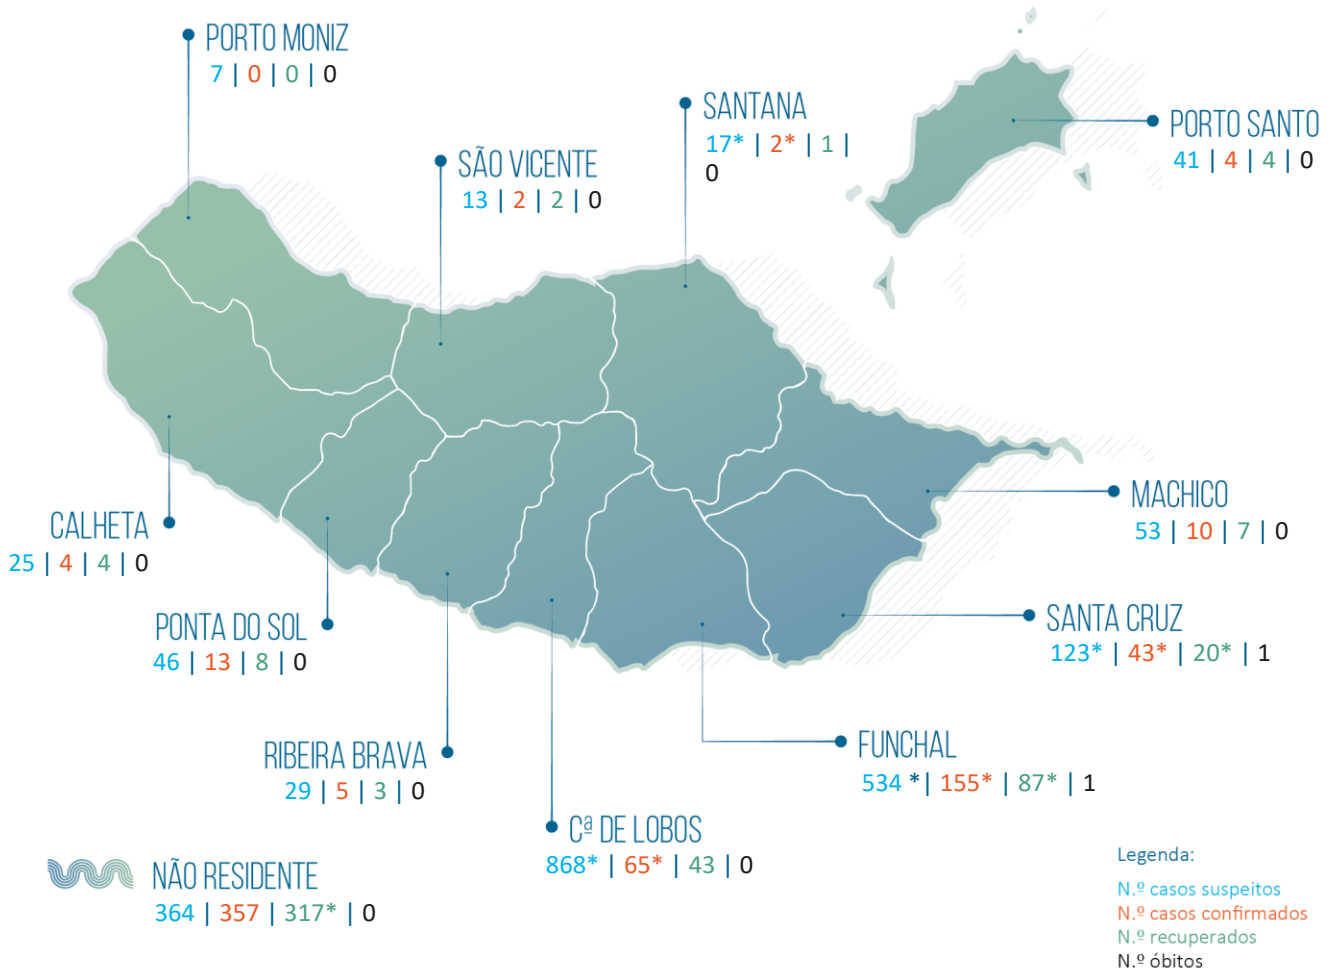 PORTO MONIZ
7 | 0 | 0 | 0
SANTANA
17* | 2* | 1 |
0
PORTO SANTO
41 | 4 | 4 | 0
SÃO VICENTE
13 | 2 | 2 | 0
MACHICO
53 | 10 | 7 | 0
CALHETA
25 | 4 | 4 | 0
SANTA CRUZ
123* | 43* | 20* | 1
PONTA DO SOL
46 | 13 | 8 | 0
FUNCHAL
534 *| 155* | 87* | 1
RIBEIRA BRAVA
29 | 5 | 3 | 0
Cª DE LOBOS
868* | 65* | 43 | 0
NÃO RESIDENTE
364 | 357 | 317* | 0
Legenda:
N.º casos suspeitos
N.º casos confirmados
N.º recuperados
N.º óbitos